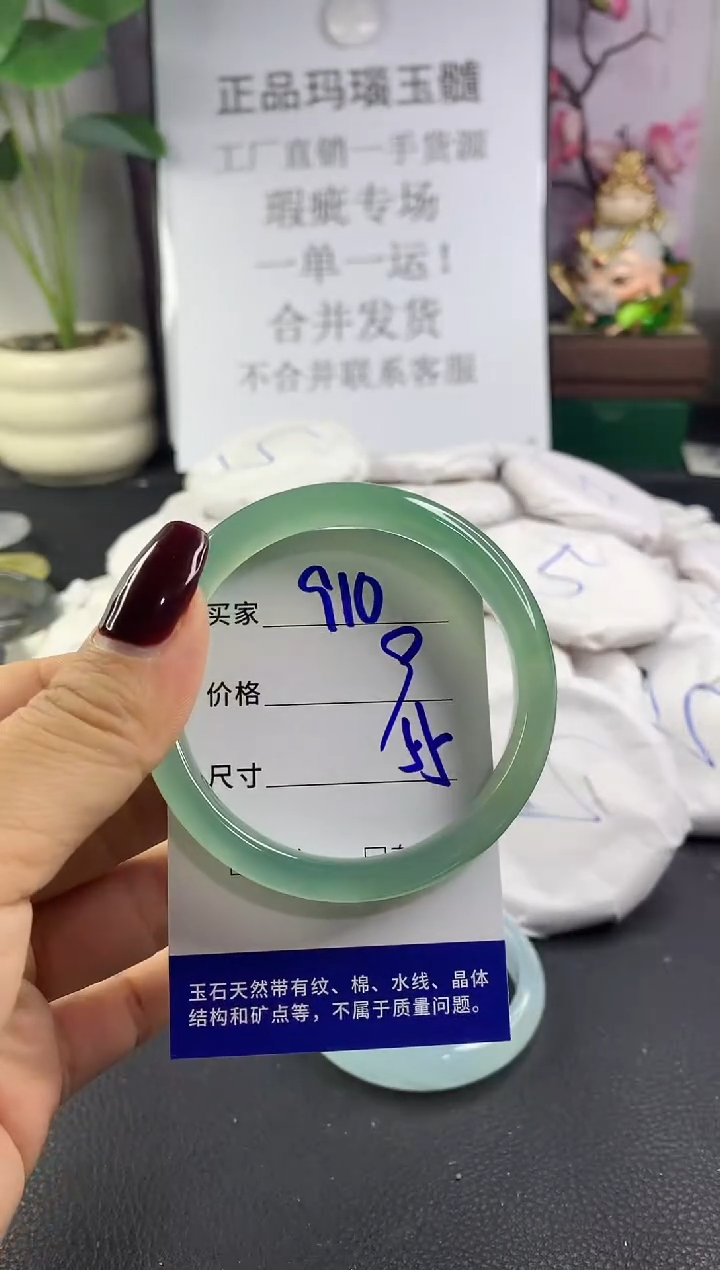 正品玛瑙玉髓
工厂直销一手货源
瑕疵专场
一单一运！
合并发货
不合并联系客服
5
买家 910
价格 9
尺寸 55
玉石天然带有纹、棉、水线、晶体
结构和矿点等，不属于质量问题。